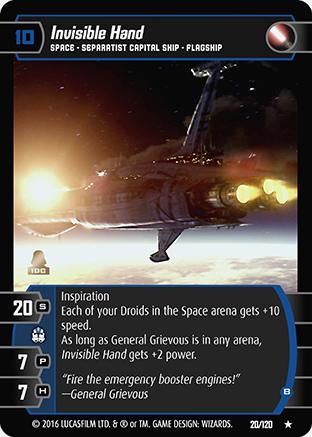 10
Invisible Hand
SPACE - SEPARATIST CAPITAL SHIP - FLAGSHIP
IDC
20 S
7 P
7 H
Inspiration
Each of your Droids in the Space arena gets +10
speed.
As long as General Grievous is in any arena,
Invisible Hand gets +2 power.
“Fire the emergency booster engines!”
—General Grievous
B
© 2016 LUCASFILM LTD. & ® or TM. GAME DESIGN: WIZARDS.
20/120